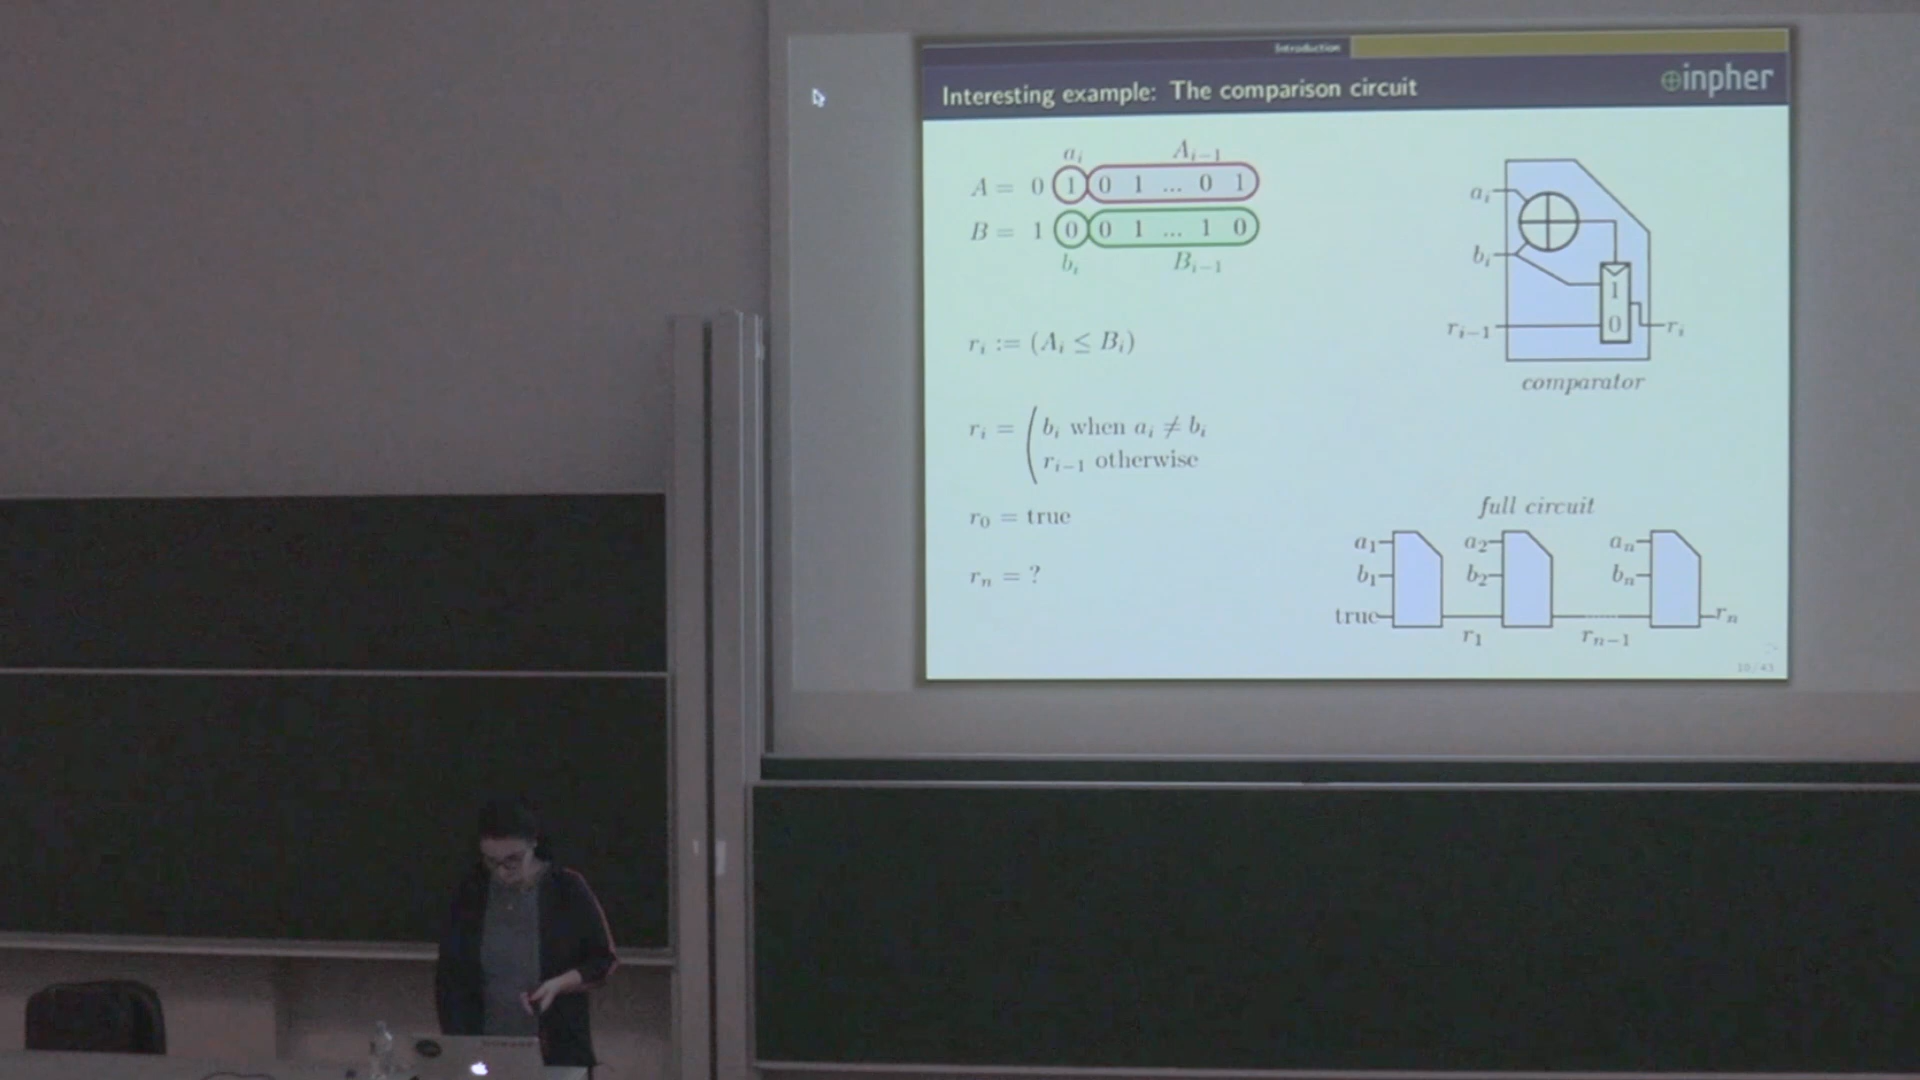 Introduction
Interesting example: The comparison circuit
inpher
a_i A_{i-1}
A = 0 1 0 1 ... 0 1
B = 1 0 0 1 ... 1 0
b_i B_{i-1}
r_i := (A_i ≤ B_i)
r_i = ( b_i when a_i ≠ b_i
r_{i-1} otherwise
r_0 = true
r_n = ?
a_i
b_i
1
r_{i-1} 0 r_i
comparator
full circuit
a_1 a_2 a_n
b_1 b_2 b_n
true r_n
r_1 r_{n-1}
10/43